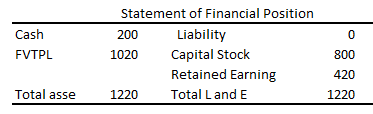 Statement of Financial Position
Cash 200 Liability 0
FVTPL 1020 Capital Stock 800
Retained Earning 420
Total asse 1220 Total L and E 1220